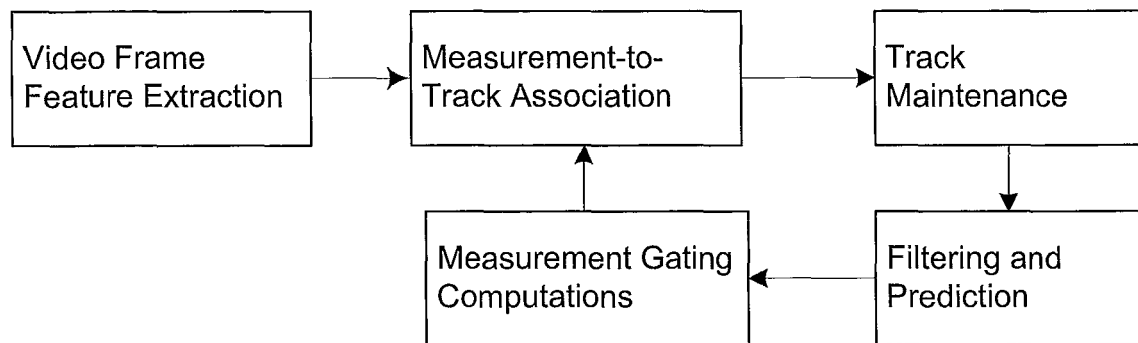 Video Frame
Feature Extraction
Measurement-to-
Track Association
Track
Maintenance
Measurement Gating
Computations
Filtering and
Prediction